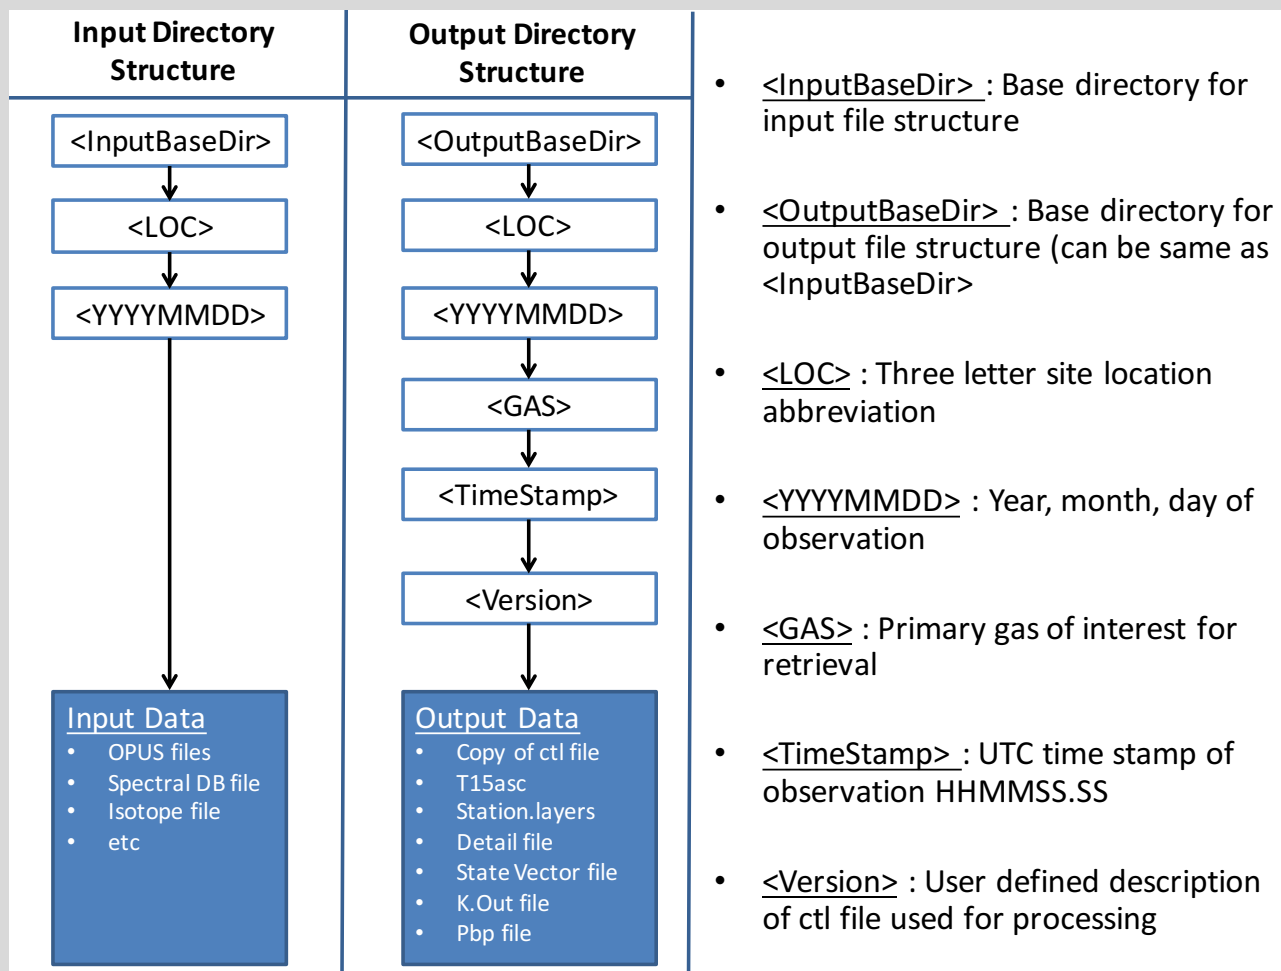 Input Directory
Structure
<InputBaseDir>
<LOC>
<YYYYMMDD>
Input Data
• OPUS files
• Spectral DB file
• Isotope file
• etc
Output Directory
Structure
<OutputBaseDir>
<LOC>
<YYYYMMDD>
<GAS>
<TimeStamp>
<Version>
Output Data
• Copy of ctl file
• T15asc
• Station.layers
• Detail file
• State Vector file
• K.Out file
• Pbp file
• <InputBaseDir> : Base directory for
input file structure
• <OutputBaseDir> : Base directory for
output file structure (can be same as
<InputBaseDir>
• <LOC> : Three letter site location
abbreviation
• <YYYYMMDD> : Year, month, day of
observation
• <GAS> : Primary gas of interest for
retrieval
• <TimeStamp> : UTC time stamp of
observation HHMMSS.SS
• <Version> : User defined description
of ctl file used for processing